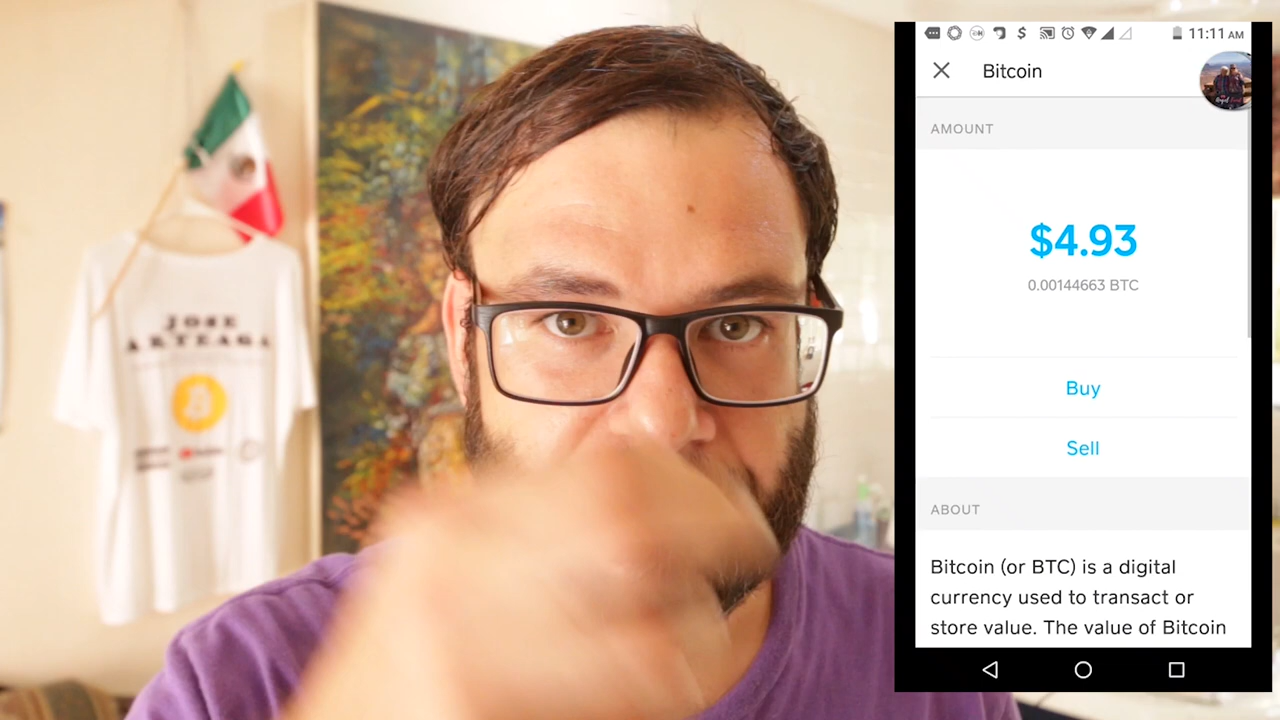 JOSE
ARTEAGA
11:11 AM
Bitcoin
AMOUNT
$4.93
0.00144663 BTC
Buy
Sell
ABOUT
Bitcoin (or BTC) is a digital
currency used to transact or
store value. The value of Bitcoin